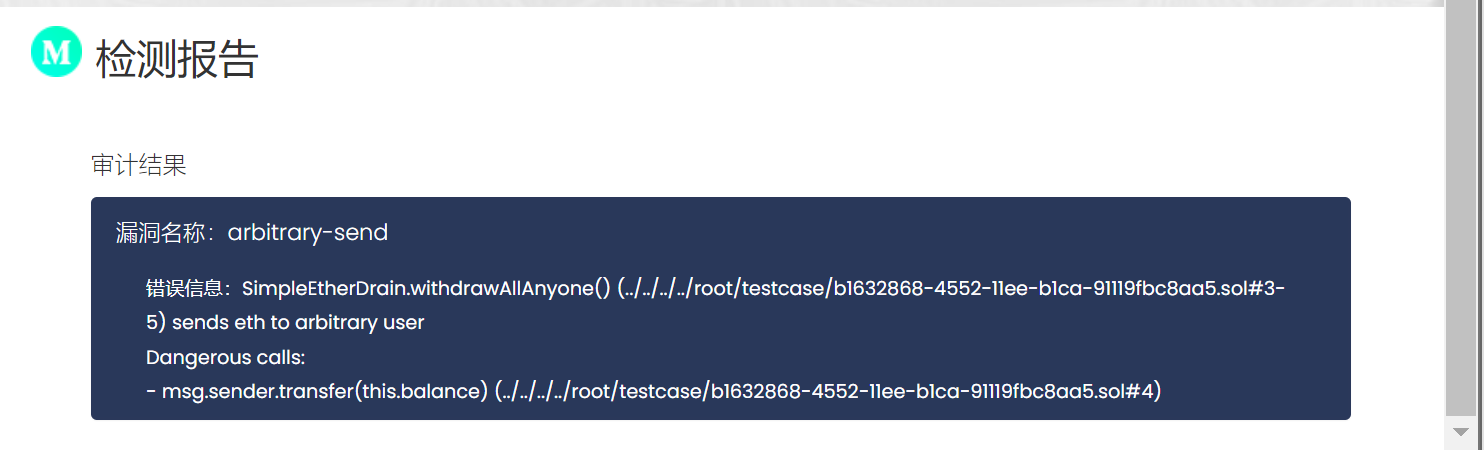 M 检测报告
审计结果
漏洞名称：arbitrary-send
错误信息：SimpleEtherDrain.withdrawAllAnyone() (../../../../root/testcase/b1632868-4552-11ee-b1ca-91119fbc8aa5.sol#3-
5) sends eth to arbitrary user
Dangerous calls:
- msg.sender.transfer(this.balance) (../../../../root/testcase/b1632868-4552-11ee-b1ca-91119fbc8aa5.sol#4)